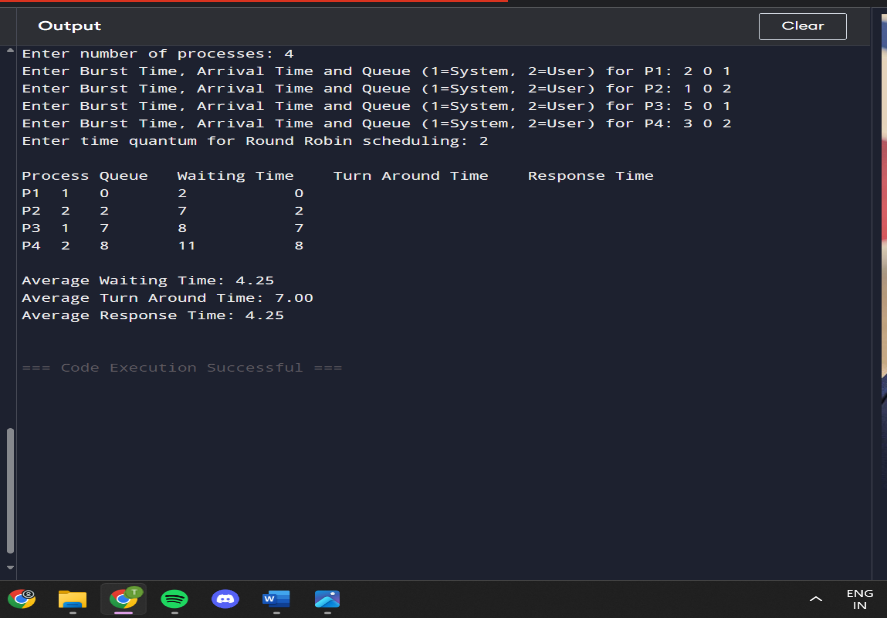 Output
Clear
Enter number of processes: 4
Enter Burst Time, Arrival Time and Queue (1=System, 2=User) for P1: 2 0 1
Enter Burst Time, Arrival Time and Queue (1=System, 2=User) for P2: 1 0 2
Enter Burst Time, Arrival Time and Queue (1=System, 2=User) for P3: 5 0 1
Enter Burst Time, Arrival Time and Queue (1=System, 2=User) for P4: 3 0 2
Enter time quantum for Round Robin scheduling: 2
Process Queue Waiting Time Turn Around Time Response Time
P1 1 0 2 0
P2 2 2 7 2
P3 1 7 8 7
P4 2 8 11 8
Average Waiting Time: 4.25
Average Turn Around Time: 7.00
Average Response Time: 4.25
=== Code Execution Successful ===
T
W
ENG
IN